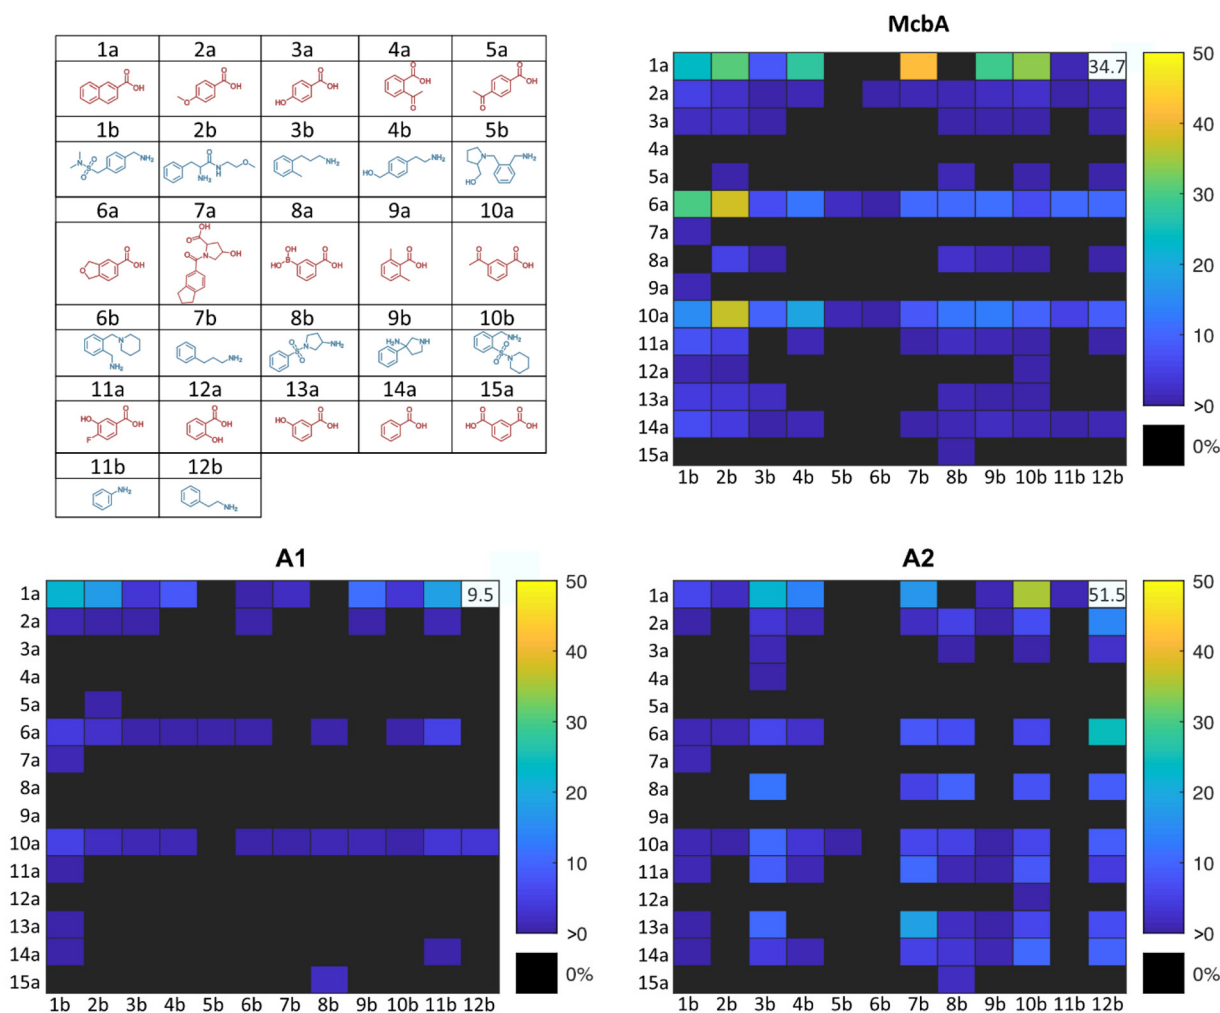 McbA
1a 2a 3a 4a 5a
1b 2b 3b 4b 5b
6a 7a 8a 9a 10a
6b 7b 8b 9b 10b
11a 12a 13a 14a 15a
11b 12b
1a
2a
3a
4a
5a
6a
7a
8a
9a
10a
11a
12a
13a
14a
15a
34.7
1b 2b 3b 4b 5b 6b 7b 8b 9b 10b 11b 12b
50
40
30
20
10
>0
0%
A1
1a
2a
3a
4a
5a
6a
7a
8a
9a
10a
11a
12a
13a
14a
15a
9.5
1b 2b 3b 4b 5b 6b 7b 8b 9b 10b 11b 12b
50
40
30
20
10
>0
0%
A2
1a
2a
3a
4a
5a
6a
7a
8a
9a
10a
11a
12a
13a
14a
15a
51.5
1b 2b 3b 4b 5b 6b 7b 8b 9b 10b 11b 12b
50
40
30
20
10
>0
0%